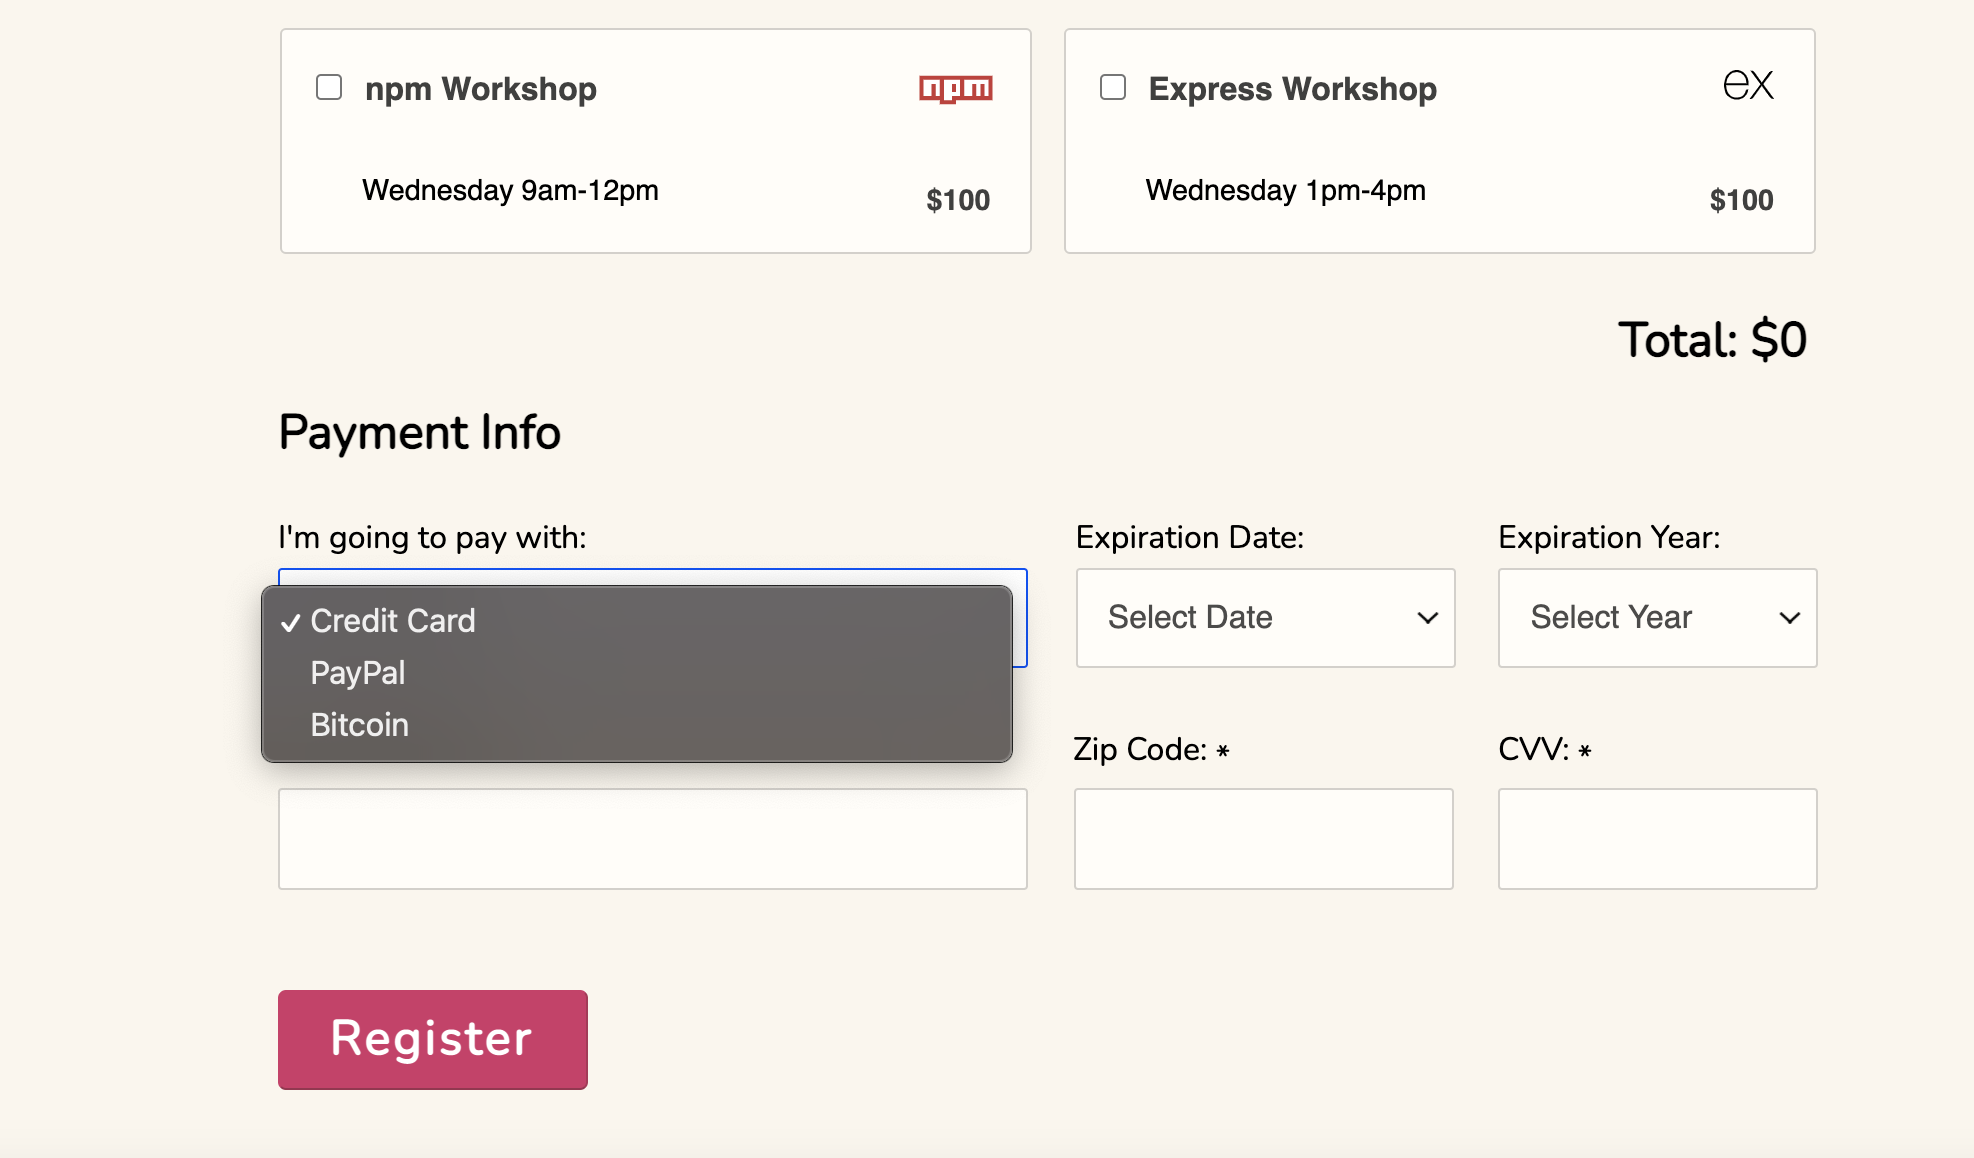 npm Workshop
npm
Wednesday 9am-12pm
$100
Express Workshop
ex
Wednesday 1pm-4pm
$100
Total: $0
Payment Info
I'm going to pay with:
✓ Credit Card
PayPal
Bitcoin
Expiration Date:
Select Date
Expiration Year:
Select Year
Zip Code: *
CVV: *
Register